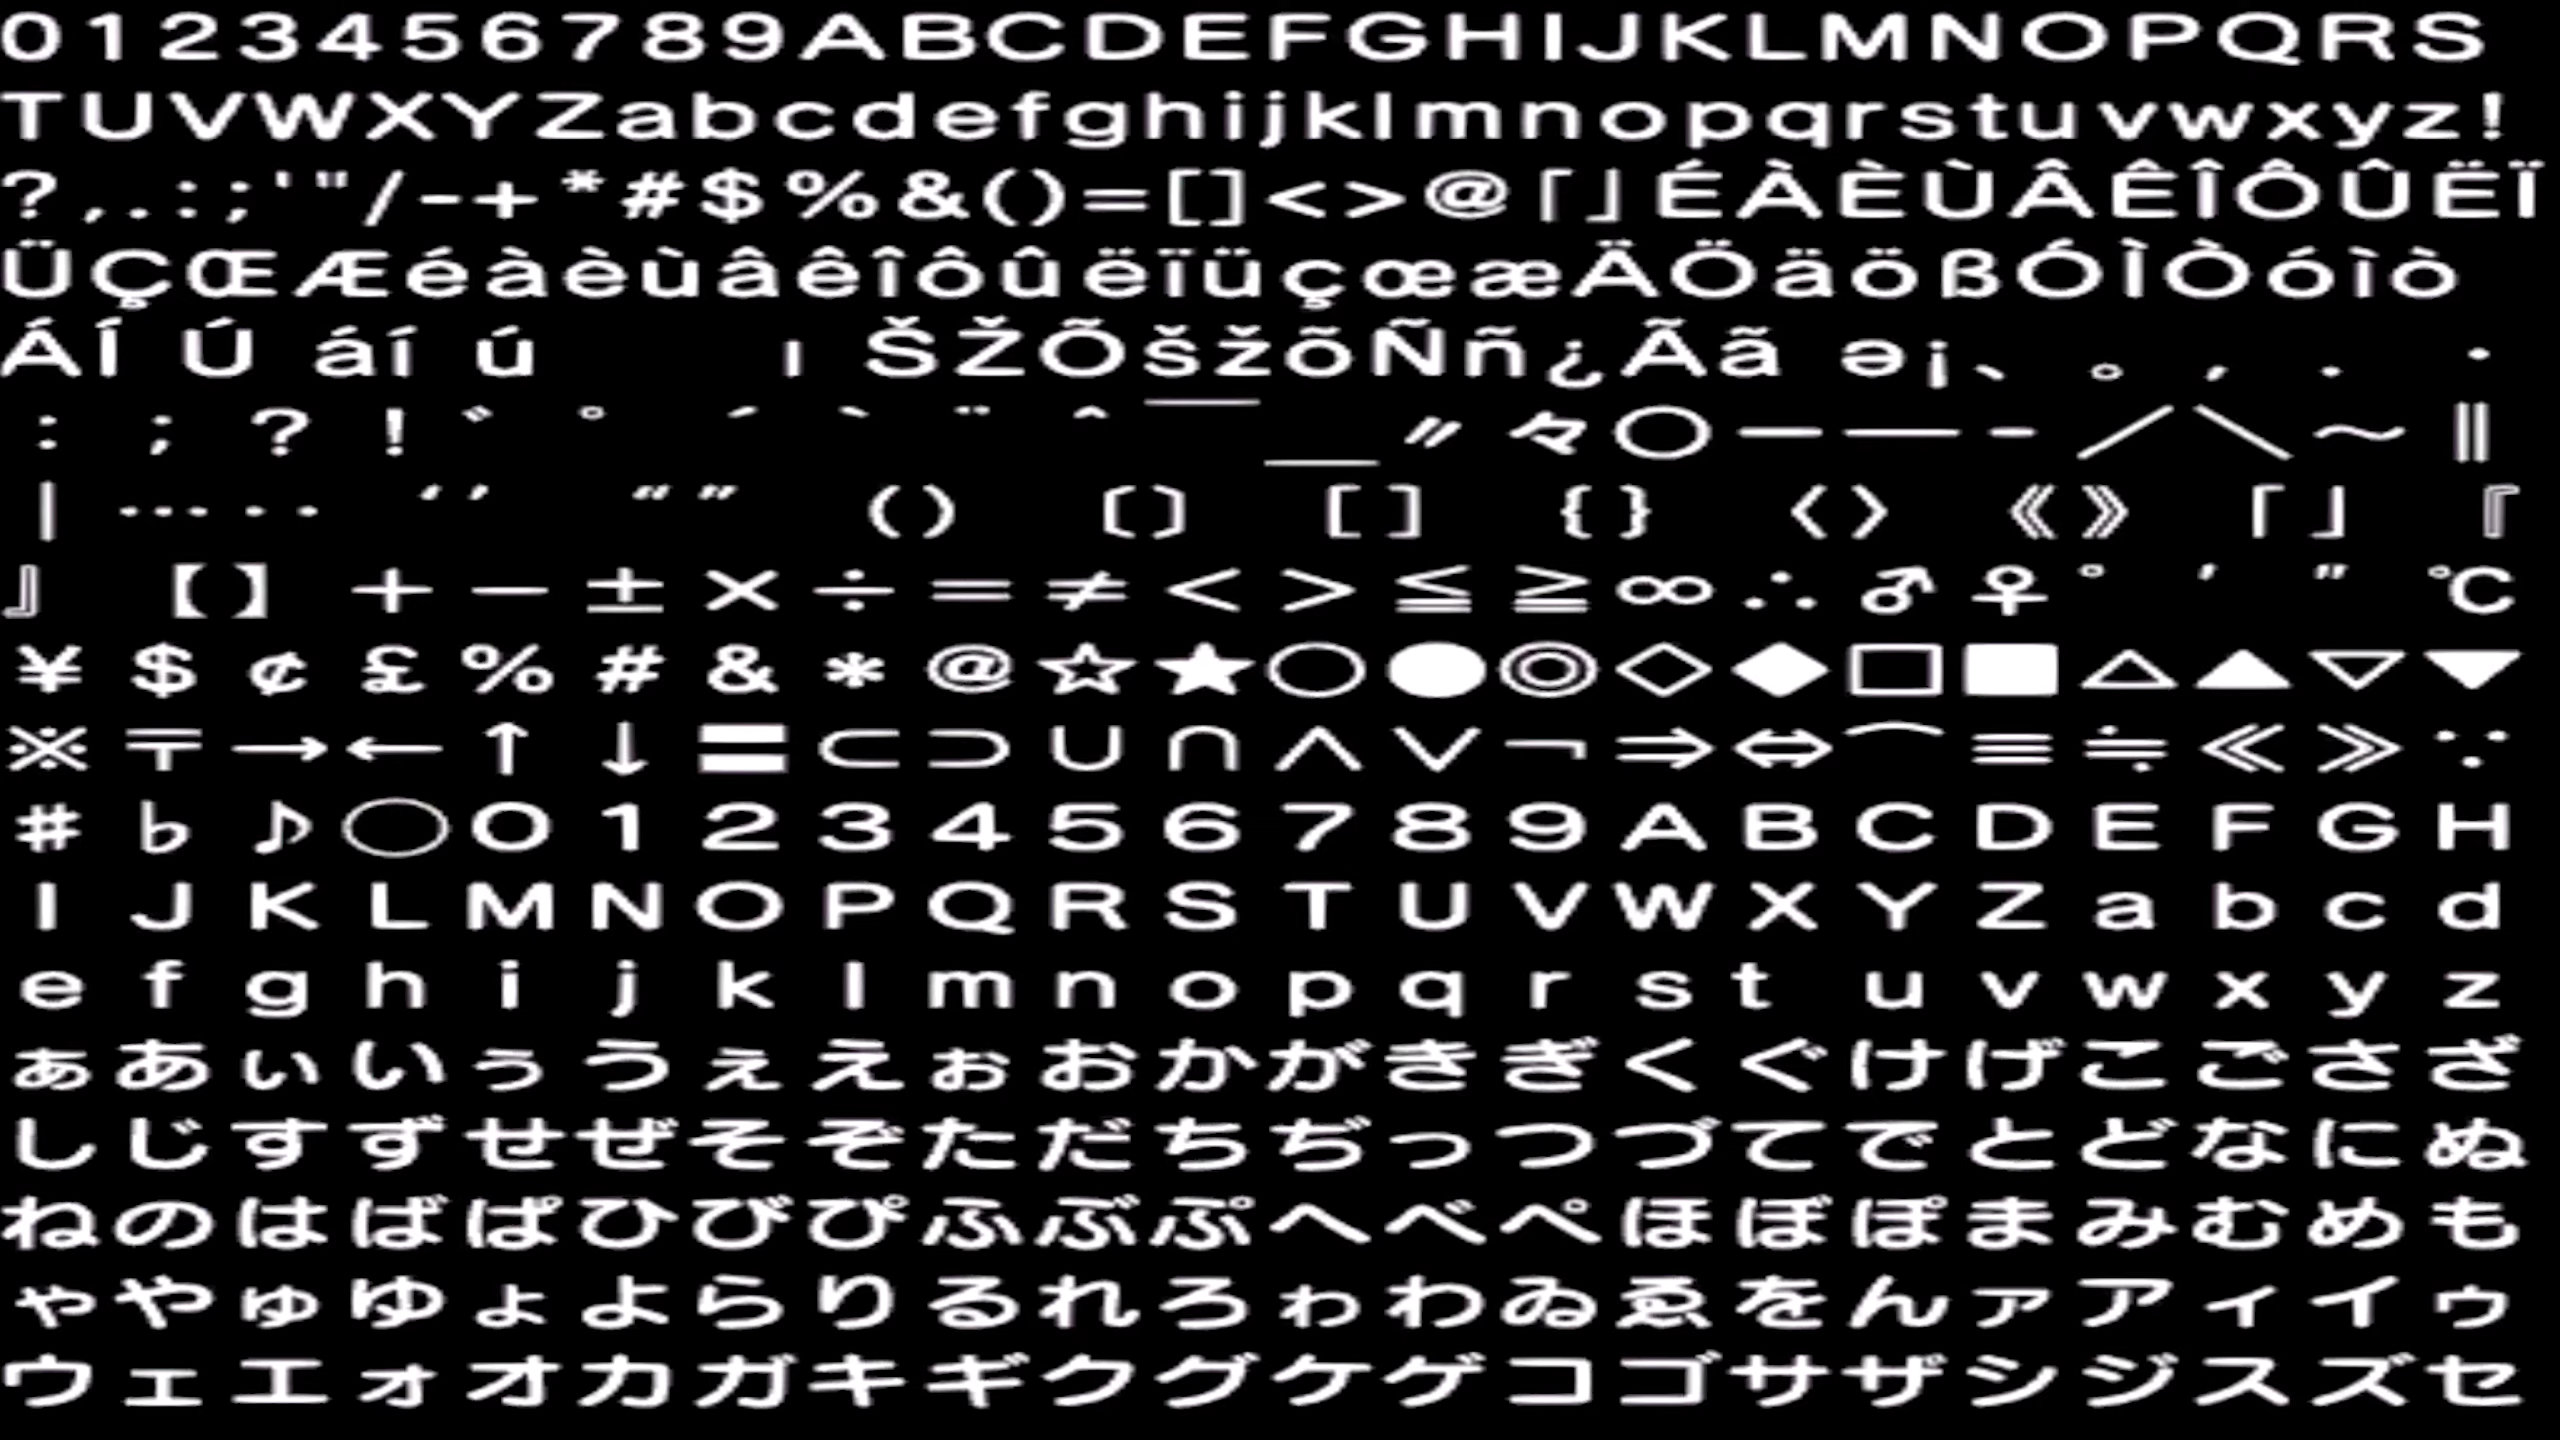 0123456789ABCDEFGHIJKLMNOPQRS
TUVWXYZabcdefghijklmnopqrstuvwxyz!
?,.:;'"/-+*#$%&()=[]<>@「」ÉÀÈÙÂÊÎÔÛËÏ
ÜÇŒÆéàèùâêîôûëïüçœæÄÖäößÓÌÒóìò
ÁÍ Ú áí ú ı ŠŽÕšžõÑñ¿Ãã ə¡、。，．・
：；？！゛゜´｀¨＾￣＿〃々〇ー―‐／＼～∥
｜…‥‘’“”（）〔〕［］｛｝〈〉《》「」『
』【】＋－±×÷＝≠＜＞≦≧∞∴♂♀°′″℃
￥＄￠￡％＃＆＊＠☆★○●◎◇◆□■△▲▽▼
※〒→←↑↓〓⊂⊃∪∩∧∨￢⇒⇔⌒≡≒≪≫∵
♯♭♪◯０１２３４５６７８９ＡＢＣＤＥＦＧＨ
ＩＪＫＬＭＮＯＰＱＲＳＴＵＶＷＸＹＺａｂｃｄ
ｅｆｇｈｉｊｋｌｍｎｏｐｑｒｓｔｕｖｗｘｙｚ
ぁあぃいぅうぇえぉおかがきぎくぐけげこごさざ
しじすずせぜそぞただちぢっつづてでとどなにぬ
ねのはばぱひびぴふぶぷへべぺほぼぽまみむめも
ゃやゅゆょよらりるれろゎわゐゑをんァアィイゥ
ウェエォオカガキギクグケゲコゴサザシジスズセ